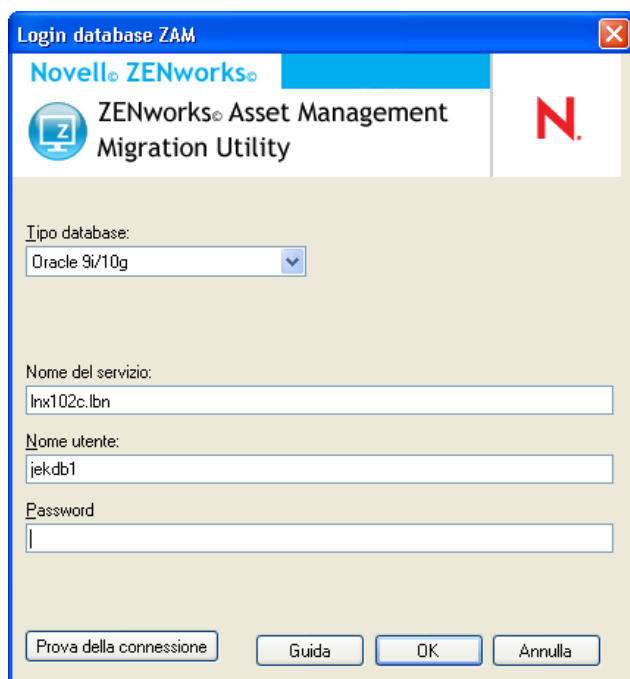 Login database ZAM
Novell© ZENworks©
ZENworks© Asset Management
Migration Utility
N.
Tipo database:
Oracle 9i/10g
Nome del servizio:
lnx102c.lbn
Nome utente:
jekdb1
Password
Prova della connessione
Guida
OK
Annulla